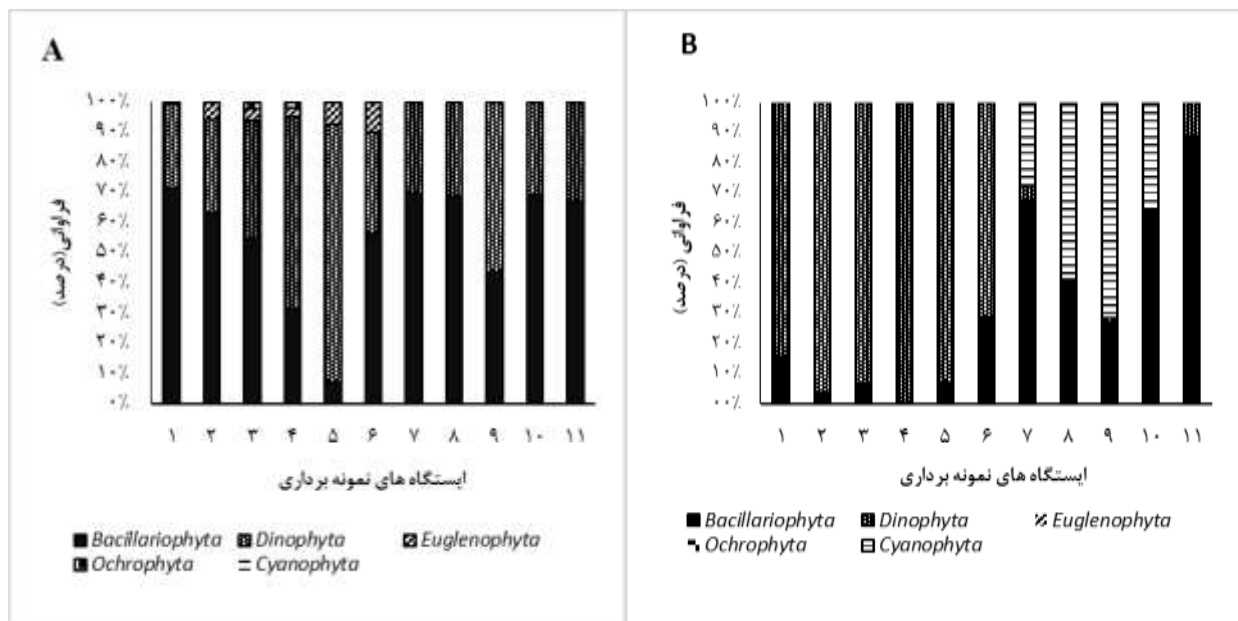 A
۱۰۰٪
۹۰٪
۸۰٪
۷۰٪
۶۰٪
۵۰٪
۴۰٪
۳۰٪
۲۰٪
۱۰٪
۰٪
فراوانی(درصد)
۱ ۲ ۳ ۴ ۵ ۶ ۷ ۸ ۹ ۱۰ ۱۱
ایستگاه های نمونه برداری
Bacillariophyta Dinophyta Euglenophyta
Ochrophyta Cyanophyta
B
۱۰۰٪
۹۰٪
۸۰٪
۷۰٪
۶۰٪
۵۰٪
۴۰٪
۳۰٪
۲۰٪
۱۰٪
۰۰٪
فراوانی (درصد)
۱ ۲ ۳ ۴ ۵ ۶ ۷ ۸ ۹ ۱۰ ۱۱
ایستگاه های نمونه برداری
Bacillariophyta Dinophyta Euglenophyta
Ochrophyta Cyanophyta